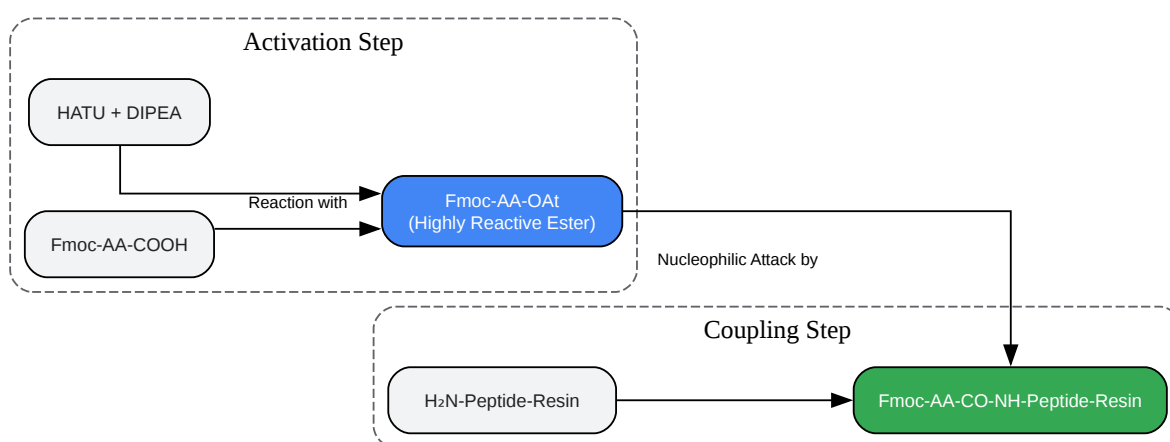 Activation Step
HATU + DIPEA
Reaction with
Fmoc-AA-OAt
(Highly Reactive Ester)
Fmoc-AA-COOH
Nucleophilic Attack by
Coupling Step
H₂N-Peptide-Resin
Fmoc-AA-CO-NH-Peptide-Resin